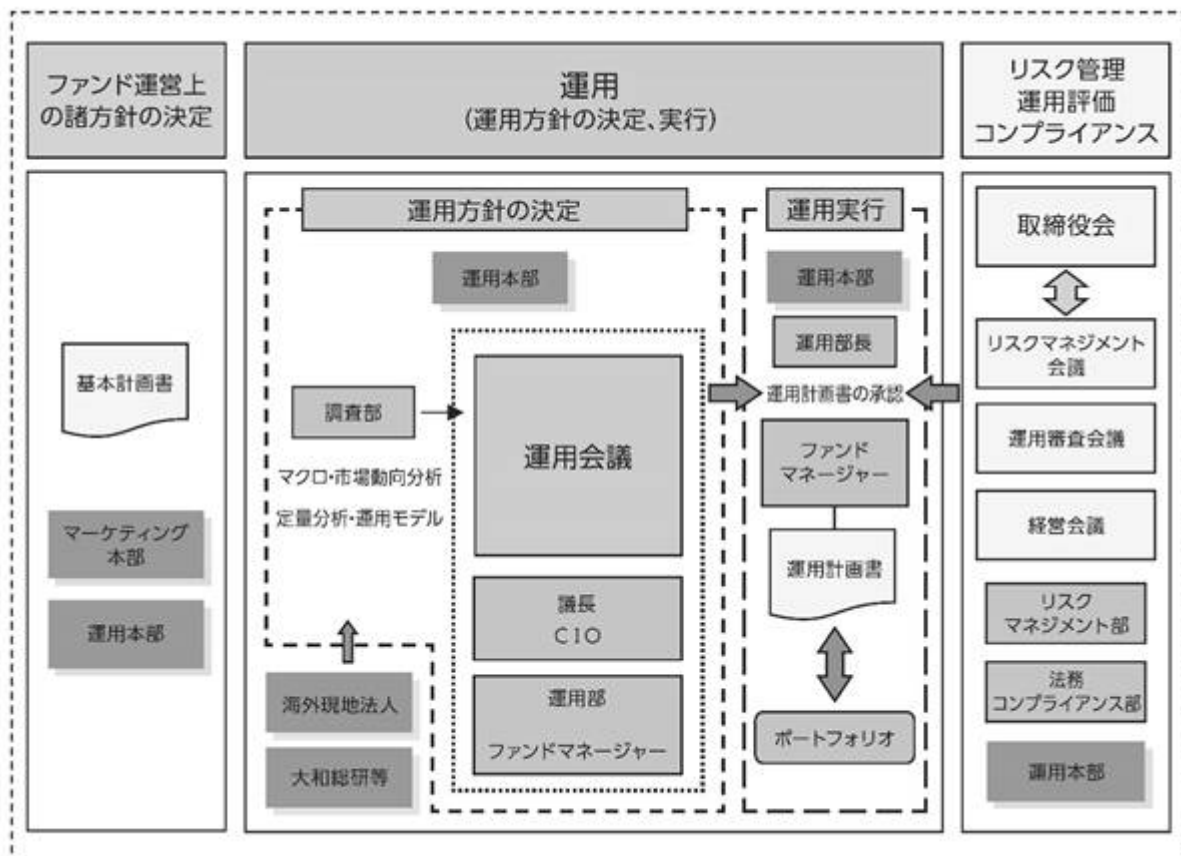 ファンド運営上
の諸方針の決定
運用
(運用方針の決定、実行)
リスク管理
運用評価
コンプライアンス
基本計画書
マーケティング
本部
運用本部
運用方針の決定
運用本部
調査部
マクロ・市場動向分析
定量分析・運用モデル
運用会議
議長
CIO
運用部
ファンドマネージャー
海外現地法人
大和総研等
運用実行
運用本部
運用部長
運用計画書の承認
ファンド
マネージャー
運用計画書
ポートフォリオ
取締役会
リスクマネジメント
会議
運用審査会議
経営会議
リスク
マネジメント部
法務
コンプライアンス部
運用本部